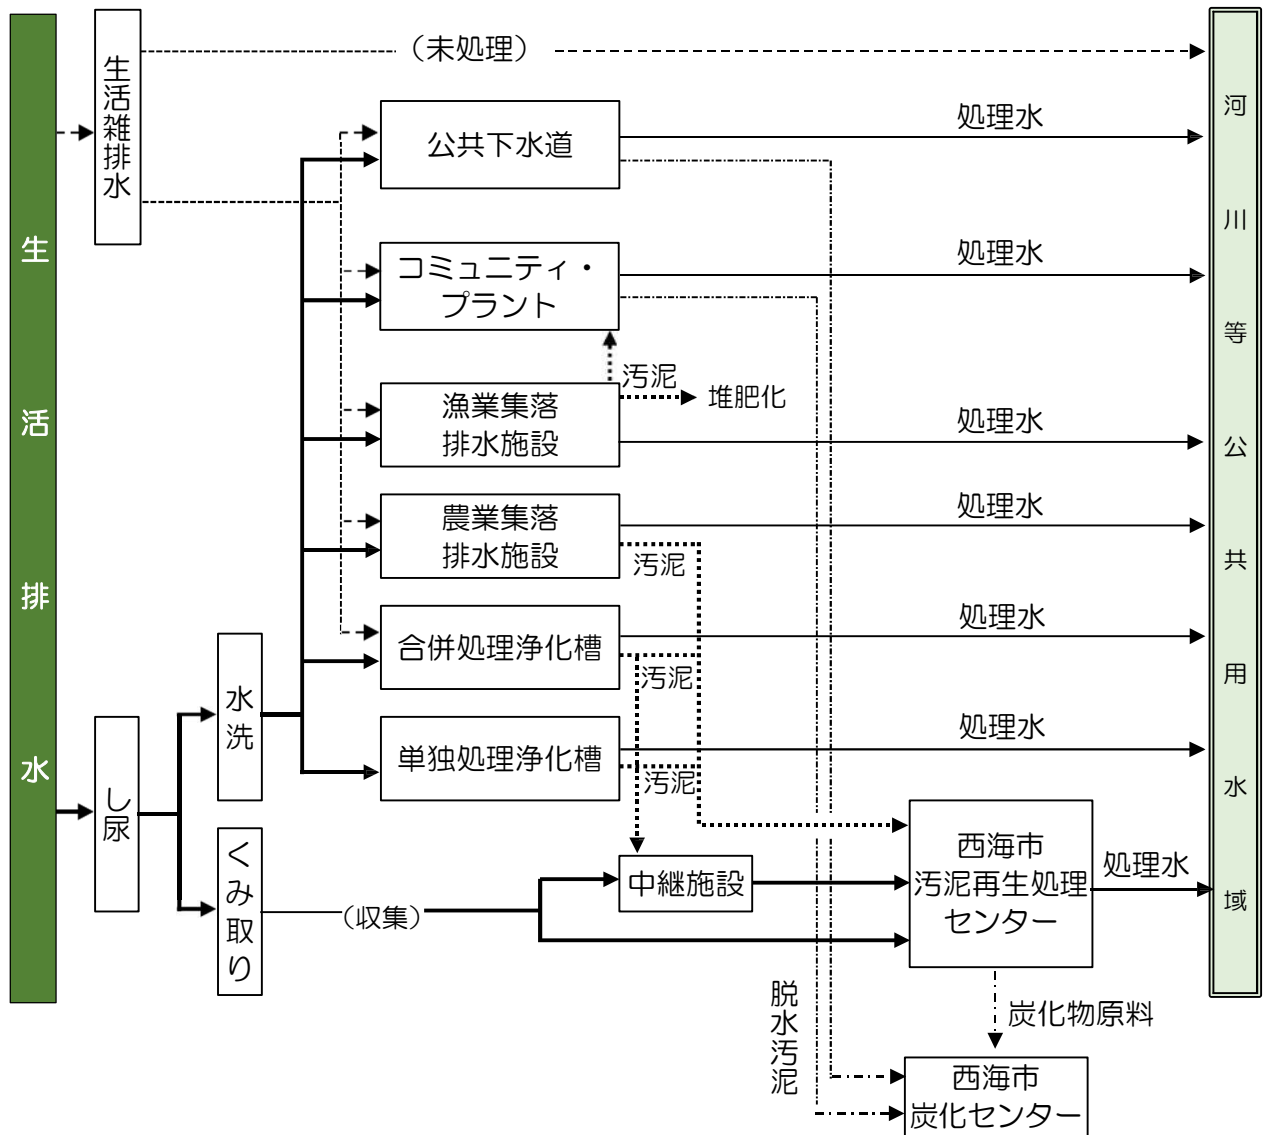 生活排水
生活雑排水
(未処理)
公共下水道
処理水
コミュニティ・
プラント
処理水
汚泥
堆肥化
漁業集落
排水施設
処理水
農業集落
排水施設
処理水
汚泥
合併処理浄化槽
処理水
汚泥
単独処理浄化槽
処理水
汚泥
水洗
し尿
くみ取り
(収集)
中継施設
西海市
汚泥再生処理
センター
処理水
脱水汚泥
炭化物原料
西海市
炭化センター
河川等公共用水域